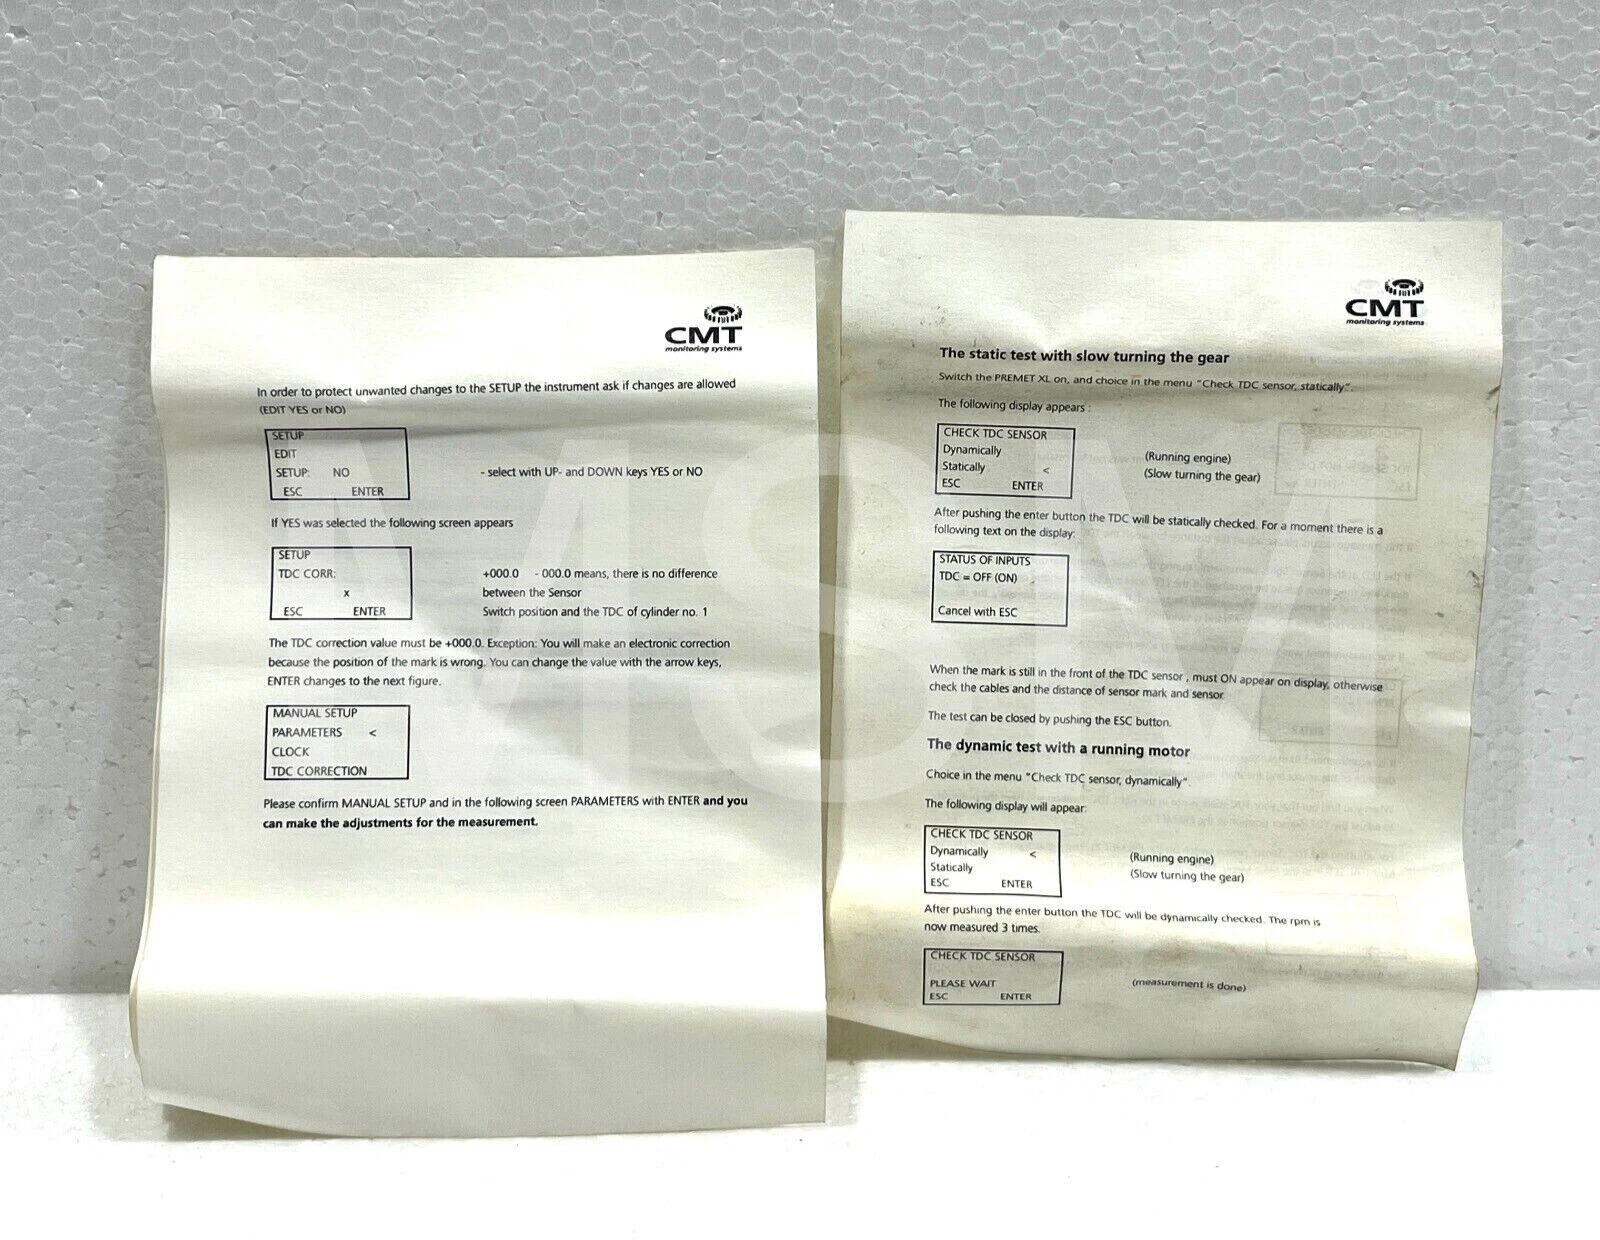 CMT
monitoring systems
In order to protect unwanted changes to the SETUP the instrument ask if changes are allowed
(EDIT YES or NO)
SETUP
EDIT
SETUP: NO
ESC ENTER
- select with UP- and DOWN keys YES or NO
If YES was selected the following screen appears
SETUP
TDC CORR:
x
ESC ENTER
+000.0 - 000.0 means, there is no difference
between the Sensor
Switch position and the TDC of cylinder no. 1
The TDC correction value must be +000.0. Exception: You will make an electronic correction
because the position of the mark is wrong. You can change the value with the arrow keys,
ENTER changes to the next figure.
MANUAL SETUP
PARAMETERS <
CLOCK
TDC CORRECTION
Please confirm MANUAL SETUP and in the following screen PARAMETERS with ENTER and you
can make the adjustments for the measurement.
CMT
monitoring systems
The static test with slow turning the gear
Switch the PREMET XL on, and choice in the menu "Check TDC sensor, statically".
The following display appears :
CHECK TDC SENSOR
Dynamically
Statically <
ESC ENTER
(Running engine)
(Slow turning the gear)
After pushing the enter button the TDC will be statically checked. For a moment there is a
following text on the display:
STATUS OF INPUTS
TDC = OFF (ON)
Cancel with ESC
When the mark is still in the front of the TDC sensor , must ON appear on display, otherwise
check the cables and the distance of sensor mark and sensor.
The test can be closed by pushing the ESC button.
The dynamic test with a running motor
Choice in the menu "Check TDC sensor, dynamically".
The following display will appear:
CHECK TDC SENSOR
Dynamically <
Statically
ESC ENTER
(Running engine)
(Slow turning the gear)
After pushing the enter button the TDC will be dynamically checked. The rpm is
now measured 3 times.
CHECK TDC SENSOR
PLEASE WAIT
ESC ENTER
(measurement is done)
MSM